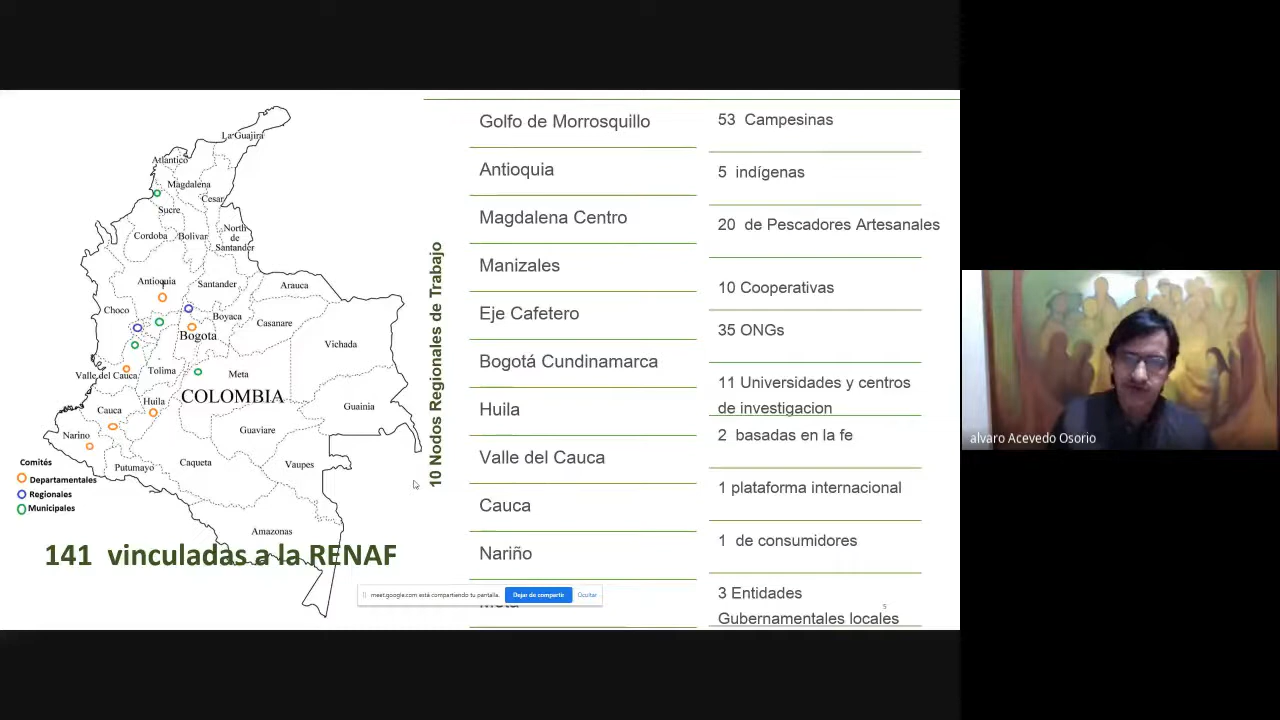 La Guajira
Atlantico
Magdalena
Cesar
Sucre
North
de
Santander
Cordoba
Bolivar
Antioquia
Santander
Arauca
Choco
Boyaca
Casanare
Bogota
Vichada
Valle del Cauca
Tolima
Meta
COLOMBIA
Huila
Cauca
Guainia
Narino
Guaviare
Putumayo
Caqueta
Vaupes
Amazonas
Comités
Departamentales
Regionales
Municipales
141 vinculadas a la RENAF
10 Nodos Regionales de Trabajo
Golfo de Morrosquillo
Antioquia
Magdalena Centro
Manizales
Eje Cafetero
Bogotá Cundinamarca
Huila
Valle del Cauca
Cauca
Nariño
Meta
53 Campesinas
5 indígenas
20 de Pescadores Artesanales
10 Cooperativas
35 ONGs
11 Universidades y centros
de investigacion
2 basadas en la fe
1 plataforma internacional
1 de consumidores
3 Entidades
Gubernamentales locales
5
meet.google.com está compartiendo tu pantalla.
Dejar de compartir
Ocultar
alvaro Acevedo Osorio